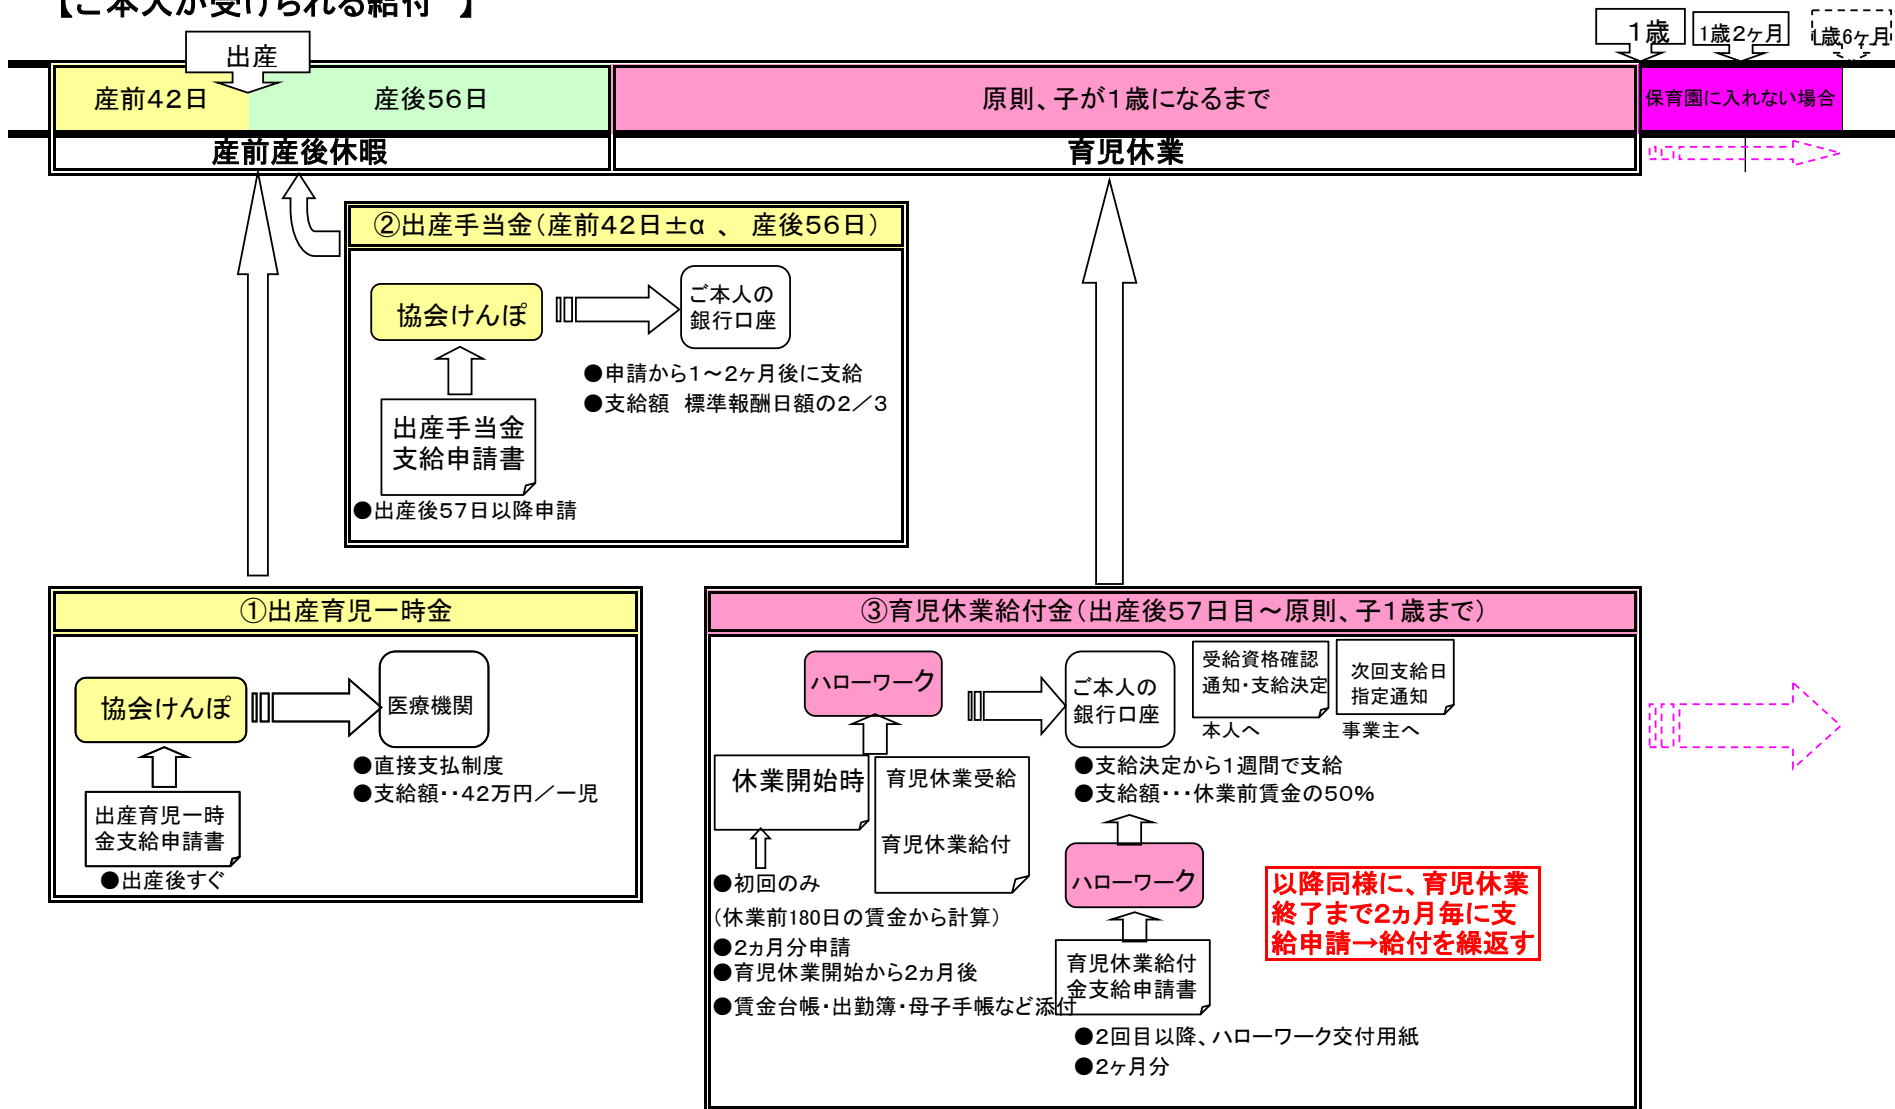 【ご本人が受けられる給付　】
出産
1歳
1歳2ヶ月
1歳6ヶ月
産前42日
産後56日
原則、子が1歳になるまで
保育園に入れない場合
産前産後休暇
育児休業
②出産手当金(産前42日±α 、 産後56日)
協会けんぽ
ご本人の
銀行口座
●申請から1～2ヶ月後に支給
●支給額 標準報酬日額の2／3
出産手当金
支給申請書
●出産後57日以降申請
①出産育児一時金
協会けんぽ
医療機関
●直接支払制度
●支給額・・42万円／一児
出産育児一時
金支給申請書
●出産後すぐ
③育児休業給付金(出産後57日目～原則、子1歳まで)
ハローワーク
ご本人の
銀行口座
受給資格確認
通知・支給決定
本人へ
次回支給日
指定通知
事業主へ
●支給決定から1週間で支給
●支給額・・・休業前賃金の50%
休業開始時
育児休業受給
育児休業給付
●初回のみ
(休業前180日の賃金から計算)
●2ヵ月分申請
●育児休業開始から2ヵ月後
●賃金台帳・出勤簿・母子手帳など添付
ハローワーク
育児休業給付
金支給申請書
●2回目以降、ハローワーク交付用紙
●2ヶ月分
以降同様に、育児休業
終了まで2ヵ月毎に支
給申請→給付を繰返す